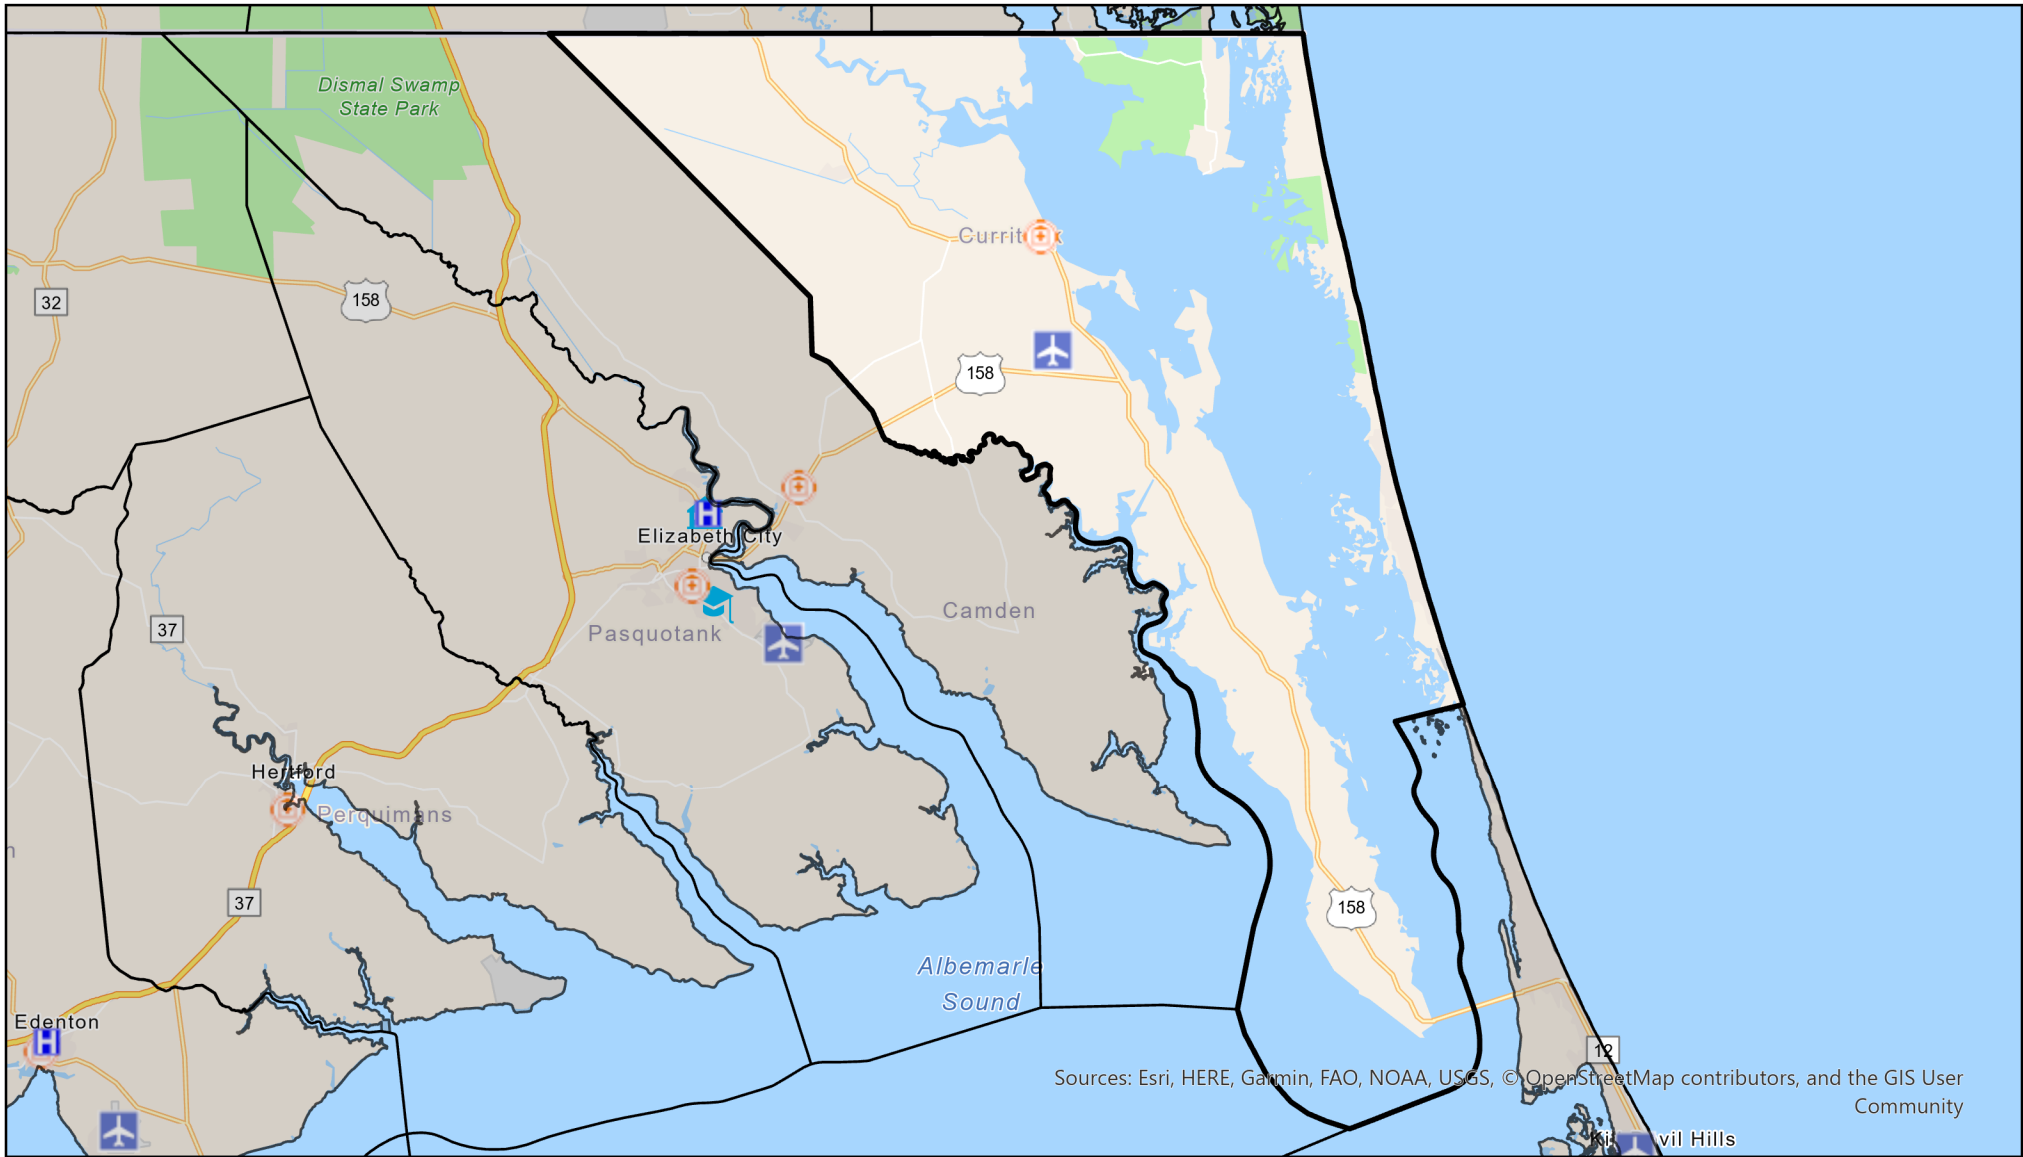 Dismal Swamp
State Park
32
158
158
Elizabeth City
Camden
37
Pasquotank
Hertford
Perquimans
37
158
Albemarle
Sound
Edenton
12
Sources: Esri, HERE, Garmin, FAO, NOAA, USGS, © OpenStreetMap contributors, and the GIS User
Community
H
H
Hills